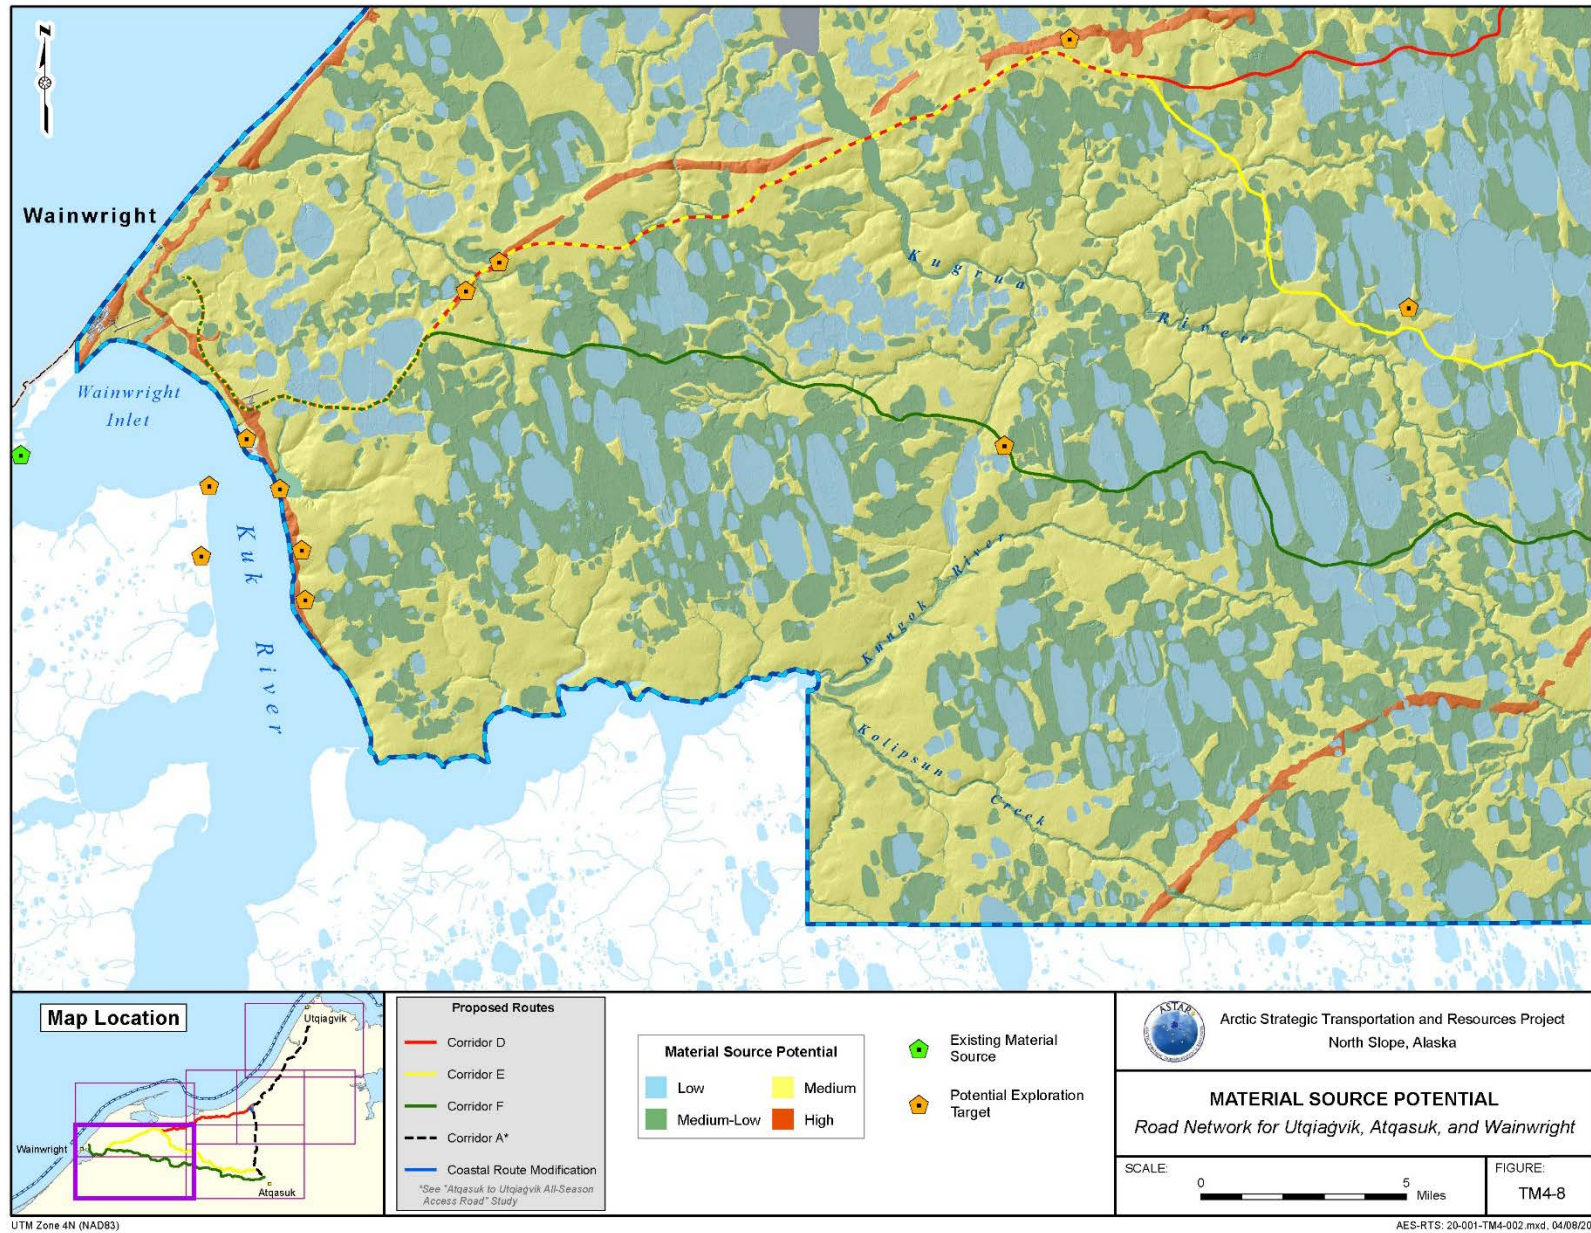 N
Wainwright
Wainwright
Inlet
Kugrua
River
Kuk
River
Kungok River
Kolipsun
Creek
Map Location
Utqiagvik
Wainwright
Atqasuk
Proposed Routes
Corridor D
Corridor E
Corridor F
Corridor A*
Coastal Route Modification
*See "Atqasuk to Utqiaġvik All-Season
Access Road" Study
Material Source Potential
Low
Medium
Medium-Low
High
Existing Material
Source
Potential Exploration
Target
ASTAR
Arctic Strategic Transportation and Resources Project
North Slope, Alaska
MATERIAL SOURCE POTENTIAL
Road Network for Utqiaġvik, Atqasuk, and Wainwright
SCALE:
0 5
Miles
FIGURE:
TM4-8
UTM Zone 4N (NAD83)
AES-RTS: 20-001-TM4-002.mxd, 04/08/20